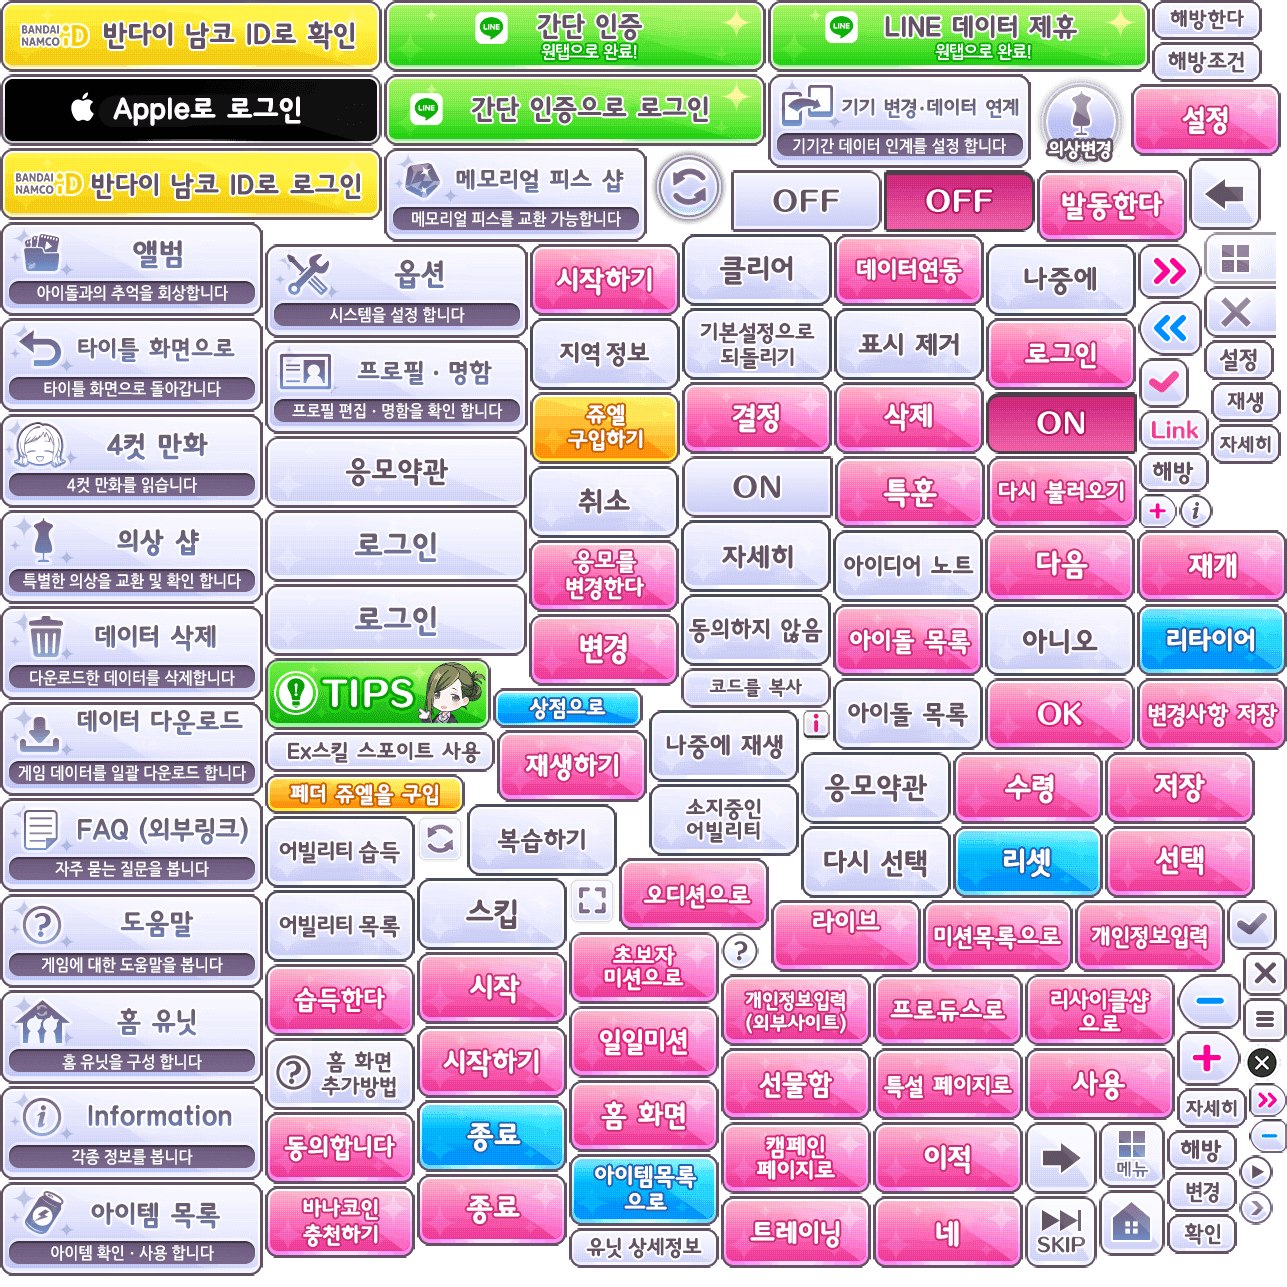 BANDAI NAMCO iD 반다이 남코 ID로 확인
LINE 간단 인증
원탭으로 완료!
LINE LINE 데이터 제휴
원탭으로 완료!
해방한다
해방조건
Apple로 로그인
LINE 간단 인증으로 로그인
기기 변경·데이터 연계
기기간 데이터 인계를 설정 합니다
의상변경
설정
BANDAI NAMCO iD 반다이 남코 ID로 로그인
메모리얼 피스 샵
메모리얼 피스를 교환 가능합니다
OFF
OFF
발동한다
앨범
아이돌과의 추억을 회상합니다
옵션
시스템을 설정 합니다
시작하기
클리어
데이터연동
나중에
타이틀 화면으로
타이틀 화면으로 돌아갑니다
프로필 · 명함
프로필 편집 · 명함을 확인 합니다
지역 정보
기본설정으로
되돌리기
표시 제거
로그인
설정
재생
자세히
쥬엘
구입하기
결정
삭제
ON
Link
4컷 만화
4컷 만화를 읽습니다
응모약관
취소
ON
특훈
다시 불러오기
해방
i
의상 샵
특별한 의상을 교환 및 확인 합니다
로그인
응모를
변경한다
자세히
아이디어 노트
다음
재개
데이터 삭제
다운로드한 데이터를 삭제합니다
로그인
변경
동의하지 않음
아이돌 목록
아니오
리타이어
TIPS
상점으로
코드를 복사
i
아이돌 목록
OK
변경사항 저장
데이터 다운로드
게임 데이터를 일괄 다운로드 합니다
Ex스킬 스포이트 사용
재생하기
나중에 재생
응모약관
수령
저장
페더 쥬엘을 구입
FAQ (외부링크)
자주 묻는 질문을 봅니다
어빌리티 습득
복습하기
소지중인
어빌리티
다시 선택
리셋
선택
도움말
게임에 대한 도움말을 봅니다
어빌리티 목록
스킵
오디션으로
라이브
미션목록으로
개인정보입력
습득한다
시작
초보자
미션으로
?
개인정보입력
(외부사이트)
프로듀스로
리사이클샵
으로
홈 유닛
홈 유닛을 구성 합니다
? 홈 화면
추가방법
시작하기
일일미션
선물함
특설 페이지로
사용
Information
각종 정보를 봅니다
동의합니다
종료
홈 화면
캠페인
페이지로
이적
메뉴
자세히
해방
변경
확인
아이템 목록
아이템 확인 · 사용 합니다
바나코인
충전하기
종료
아이템목록
으로
유닛 상세정보
트레이닝
네
SKIP